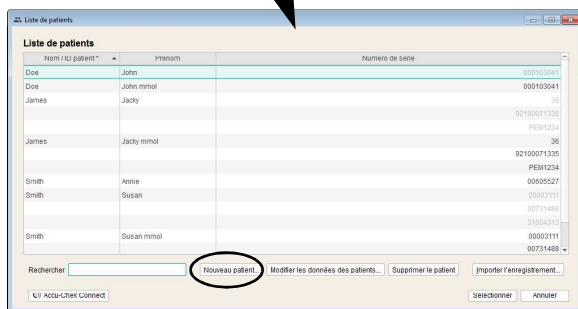 Liste de patients
Liste de patients
Nom / ID patient * Prénom Numéro de série
Doe John 000103041
Doe John mmol 000103041
James Jacky 36
92100071335
PEM1234
James Jacky mmol 36
92100071335
PEM1234
Smith Annie 00605527
Smith Susan 00003111
00731488
31004313
Smith Susan mmol 00003111
00731488
Rechercher Nouveau patient... Modifier les données des patients... Supprimer le patient Importer l'enregistrement...
Accu-Chek Connect Sélectionner Annuler